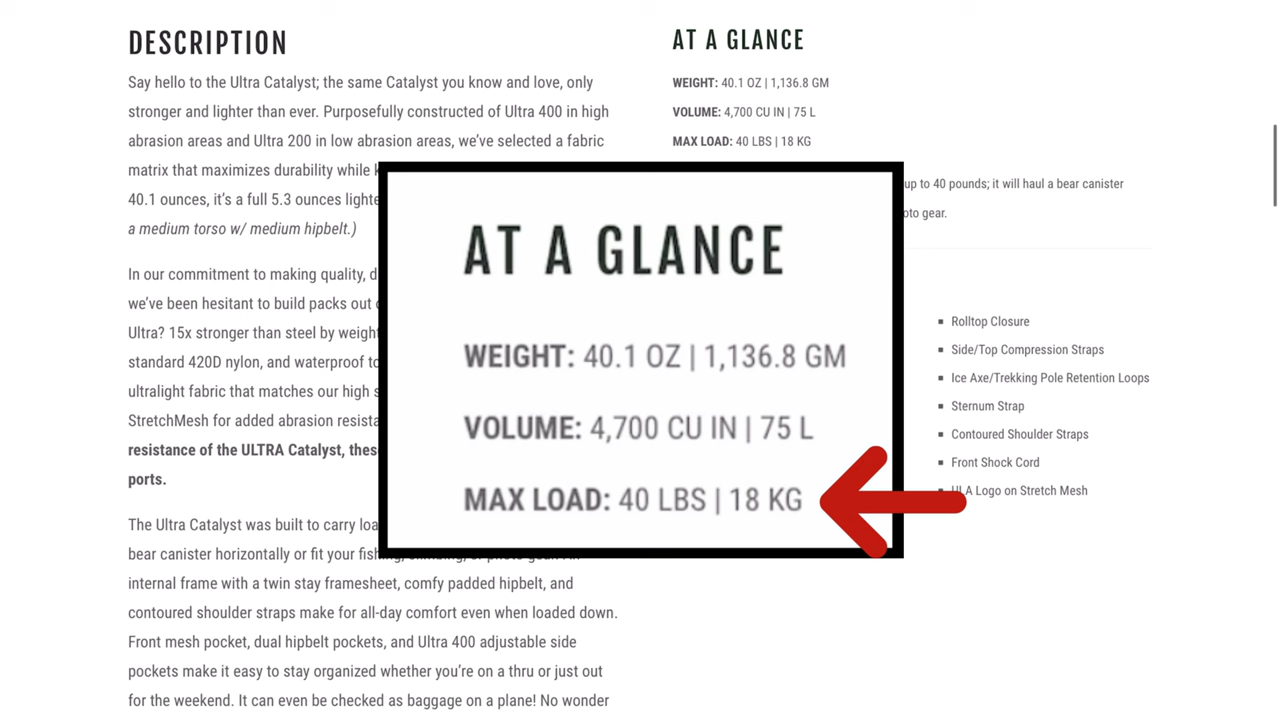 DESCRIPTION
Say hello to the Ultra Catalyst; the same Catalyst you know and love, only
stronger and lighter than ever. Purposefully constructed of Ultra 400 in high
abrasion areas and Ultra 200 in low abrasion areas, we’ve selected a fabric
matrix that maximizes durability while
40.1 ounces, it’s a full 5.3 ounces
a medium torso w/ medium hipbelt.)
In our commitment to making quality,
we’ve been hesitant to build packs out
Ultra? 15x stronger than steel by weight
standard 420D nylon, and waterproof to
ultralight fabric that matches our high
StretchMesh for added abrasion
resistance of the ULTRA Catalyst, these
ports.
The Ultra Catalyst was built to carry
bear canister horizontally or fit your fishing, climbing, or photo gear. An
internal frame with a twin stay framesheet, comfy padded hipbelt, and
contoured shoulder straps make for all-day comfort even when loaded down.
Front mesh pocket, dual hipbelt pockets, and Ultra 400 adjustable side
pockets make it easy to stay organized whether you’re on a thru or just out
for the weekend. It can even be checked as baggage on a plane! No wonder
AT A GLANCE
WEIGHT: 40.1 OZ | 1,136.8 GM
VOLUME: 4,700 CU IN | 75 L
MAX LOAD: 40 LBS | 18 KG
up to 40 pounds; it will haul a bear canister
gear.
Rolltop Closure
Side/Top Compression Straps
Ice Axe/Trekking Pole Retention Loops
Sternum Strap
Contoured Shoulder Straps
Front Shock Cord
ULA Logo on Stretch Mesh
AT A GLANCE
WEIGHT: 40.1 OZ | 1,136.8 GM
VOLUME: 4,700 CU IN | 75 L
MAX LOAD: 40 LBS | 18 KG